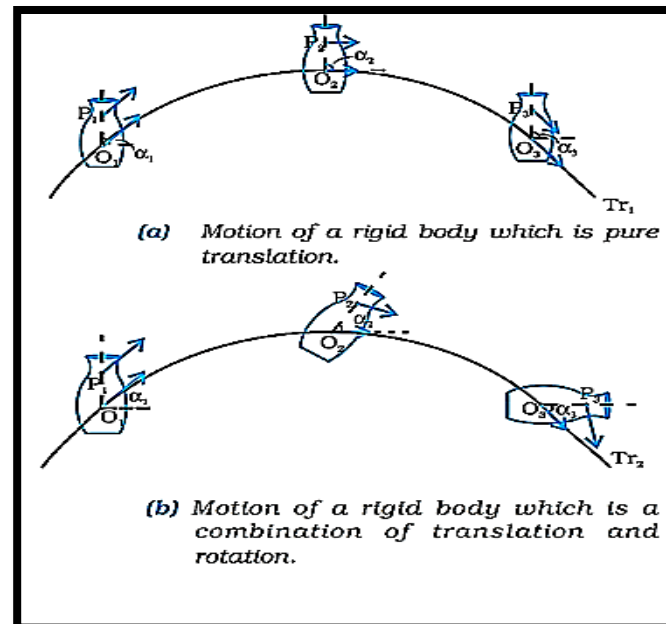 P₁ O₁ α₁
P₂ O₂ α₂
P₃ O₃ α₃
Tr₁
(a) Motion of a rigid body which is pure
translation.
P₁ O₁ α₁
P₂ O₂ α₂
P₃ O₃ α₃
Tr₂
(b) Motion of a rigid body which is a
combination of translation and
rotation.